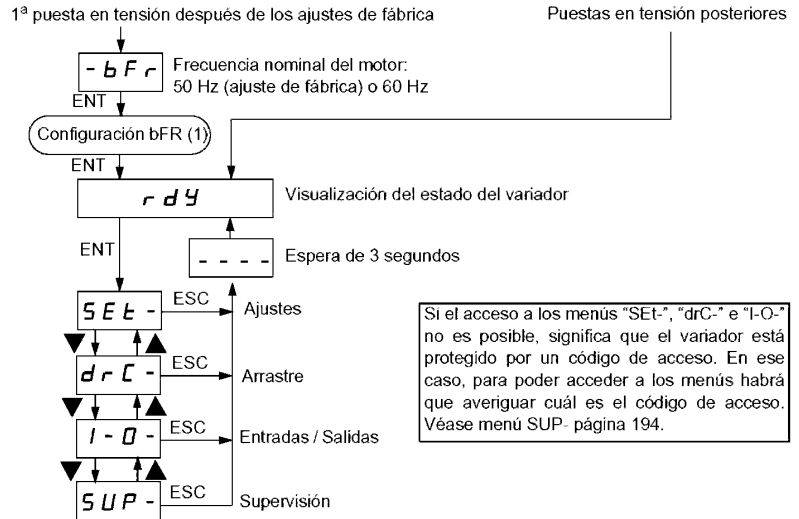 1ª puesta en tensión después de los ajustes de fábrica
Puestas en tensión posteriores
- b F r
Frecuencia nominal del motor:
50 Hz (ajuste de fábrica) o 60 Hz
ENT
Configuración bFR (1)
ENT
r d Y
Visualización del estado del variador
ENT
- - - -
Espera de 3 segundos
S E t -
ESC
Ajustes
d r C -
ESC
Arrastre
I - O -
ESC
Entradas / Salidas
S U P -
ESC
Supervisión
Si el acceso a los menús “SEt-”, “drC-” e “I-O-”
no es posible, significa que el variador está
protegido por un código de acceso. En ese
caso, para poder acceder a los menús habrá
que averiguar cuál es el código de acceso.
Véase menú SUP- página 194.